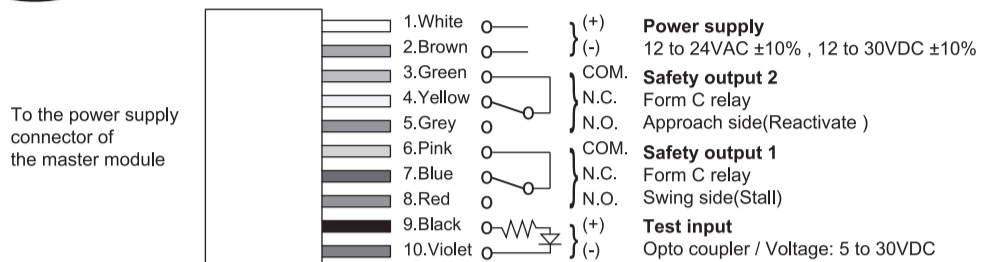 1.White (+) Power supply
2.Brown (-) 12 to 24VAC ±10% , 12 to 30VDC ±10%
3.Green COM. Safety output 2
4.Yellow N.C. Form C relay
5.Grey N.O. Approach side(Reactivate )
6.Pink COM. Safety output 1
7.Blue N.C. Form C relay
8.Red N.O. Swing side(Stall)
9.Black (+) Test input
10.Violet (-) Opto coupler / Voltage: 5 to 30VDC
To the power supply
connector of
the master module